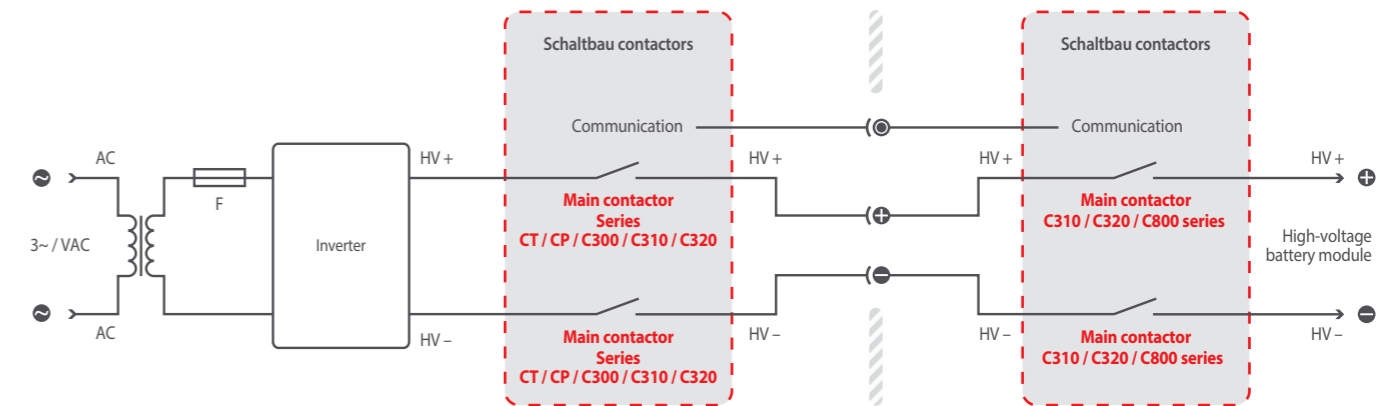 Schaltbau contactors
Schaltbau contactors
Communication
Communication
AC
HV +
HV +
HV +
HV +
F
Main contactor
Series
CT / CP / C300 / C310 / C320
Main contactor
C310 / C320 / C800 series
3~ / VAC
Inverter
High-voltage
battery module
AC
HV –
HV –
HV –
HV –
Main contactor
Series
CT / CP / C300 / C310 / C320
Main contactor
C310 / C320 / C800 series